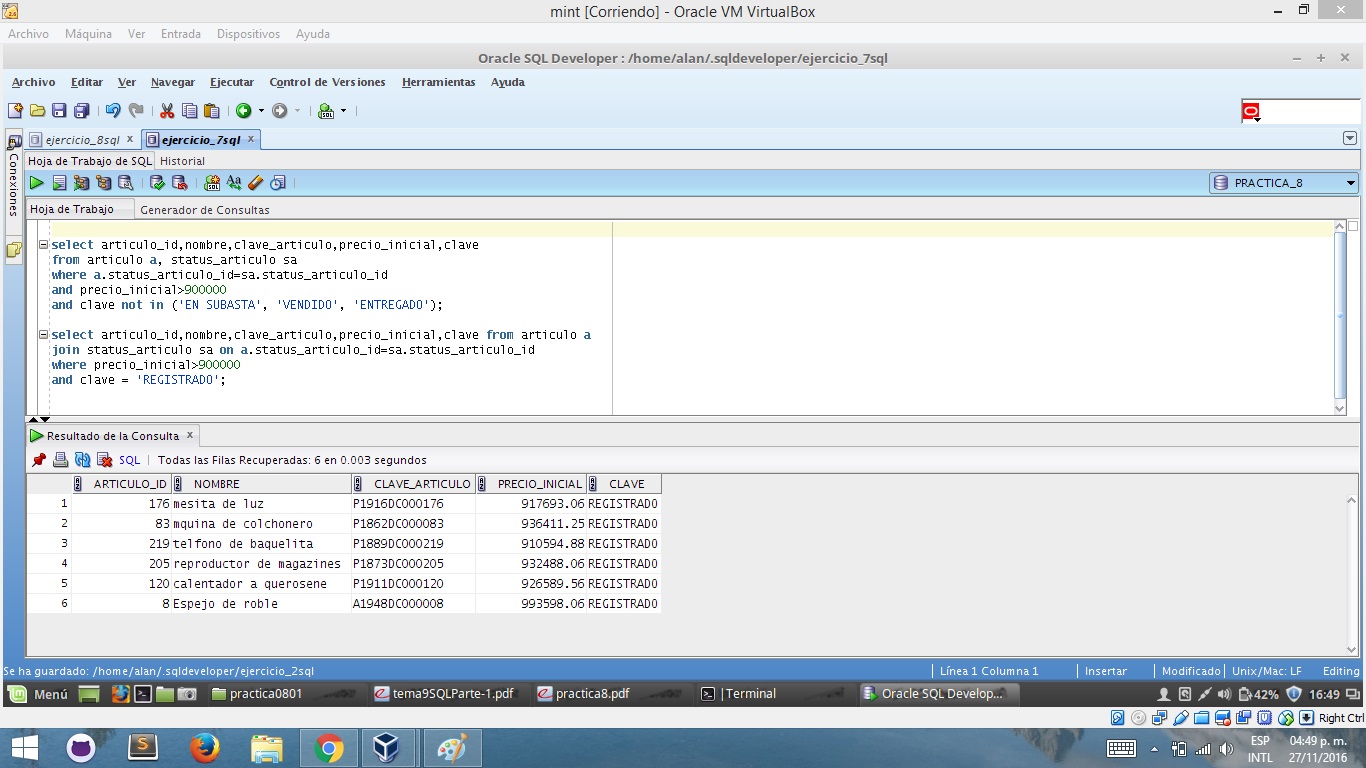 mint [Corriendo] - Oracle VM VirtualBox
Archivo Máquina Ver Entrada Dispositivos Ayuda
Oracle SQL Developer : /home/alan/.sqldeveloper/ejercicio_7sql
Archivo Editar Ver Navegar Ejecutar Control de Versiones Herramientas Ayuda
ejercicio_8sql x ejercicio_7sql x
Conexiones
Hoja de Trabajo de SQL Historial
PRACTICA_8
Hoja de Trabajo Generador de Consultas
select articulo_id,nombre,clave_articulo,precio_inicial,clave
from articulo a, status_articulo sa
where a.status_articulo_id=sa.status_articulo_id
and precio_inicial>900000
and clave not in ('EN SUBASTA', 'VENDIDO', 'ENTREGADO');
select articulo_id,nombre,clave_articulo,precio_inicial,clave from articulo a
join status_articulo sa on a.status_articulo_id=sa.status_articulo_id
where precio_inicial>900000
and clave = 'REGISTRADO';
Resultado de la Consulta x
SQL | Todas las Filas Recuperadas: 6 en 0.003 segundos
ARTICULO_ID NOMBRE CLAVE_ARTICULO PRECIO_INICIAL CLAVE
1 176 mesita de luz P1916DC000176 917693.06 REGISTRADO
2 83 mquina de colchonero P1862DC000083 936411.25 REGISTRADO
3 219 telfono de baquelita P1889DC000219 910594.88 REGISTRADO
4 205 reproductor de magazines P1873DC000205 932488.06 REGISTRADO
5 120 calentador a querosene P1911DC000120 926589.56 REGISTRADO
6 8 Espejo de roble A1948DC000008 993598.06 REGISTRADO
Se ha guardado: /home/alan/.sqldeveloper/ejercicio_2sql Línea 1 Columna 1 Insertar Modificado Unix/Mac: LF Editing
Menú practica0801 tema9SQLParte-1.pdf practica8.pdf |Terminal Oracle SQL Develop... 42% 16:49
Right Ctrl
ESP 04:49 p. m.
INTL 27/11/2016